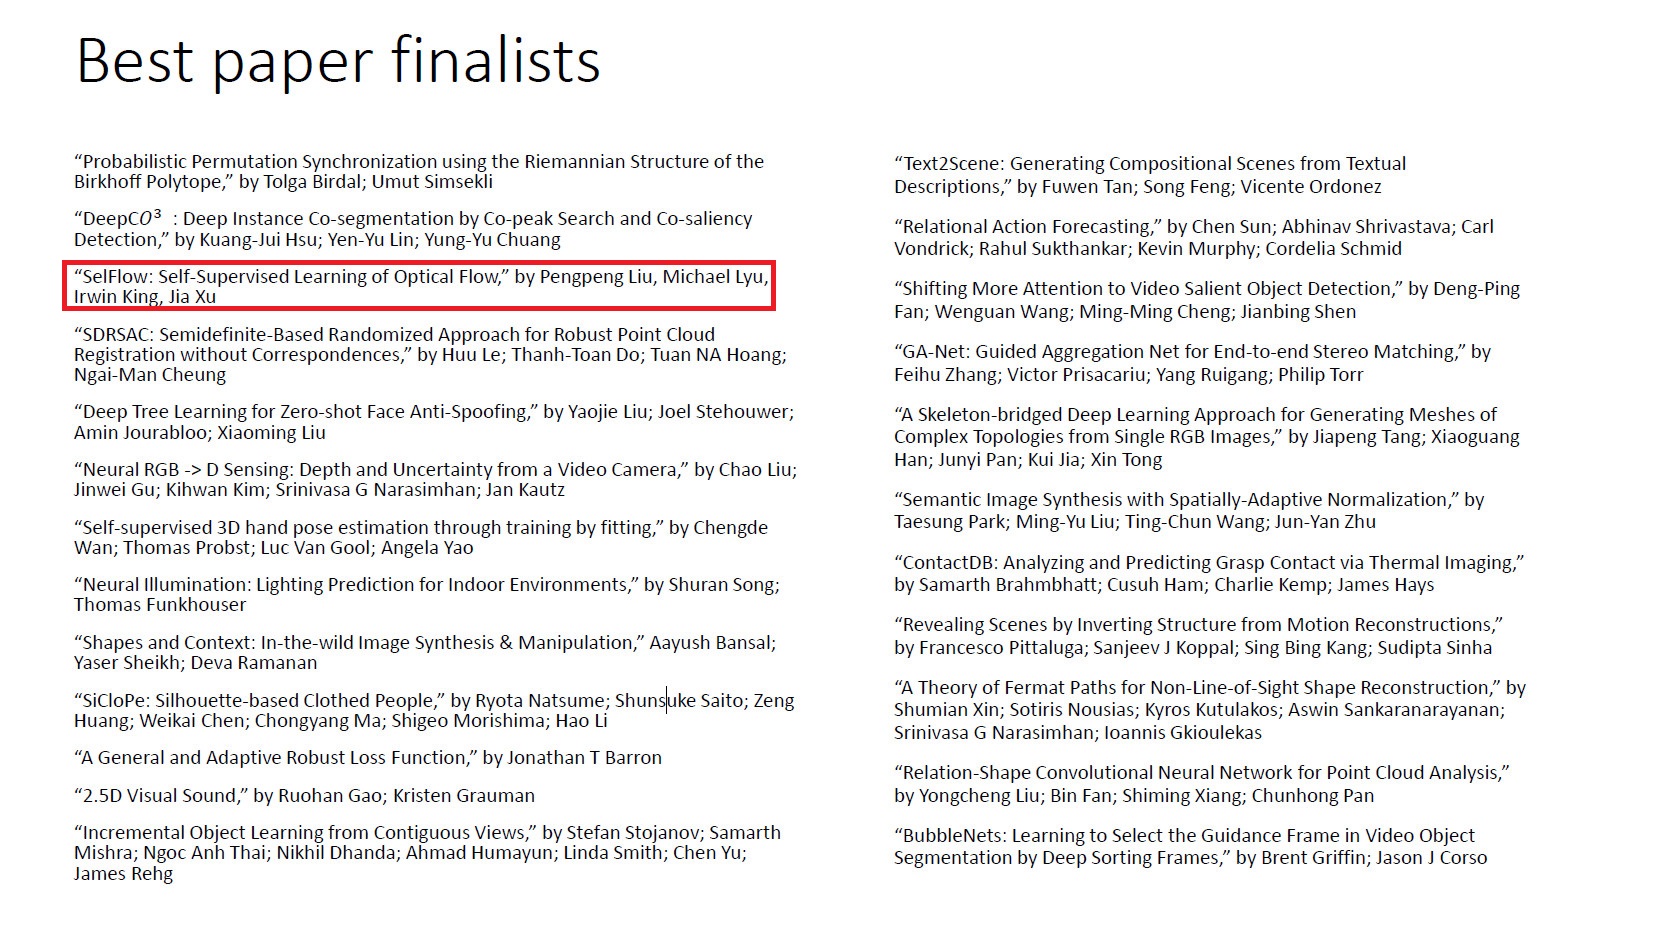 Best paper finalists
“Probabilistic Permutation Synchronization using the Riemannian Structure of the
Birkhoff Polytope,” by Tolga Birdal; Umut Simsekli
“DeepC𝑂³ : Deep Instance Co-segmentation by Co-peak Search and Co-saliency
Detection,” by Kuang-Jui Hsu; Yen-Yu Lin; Yung-Yu Chuang
“SelFlow: Self-Supervised Learning of Optical Flow,” by Pengpeng Liu, Michael Lyu,
Irwin King, Jia Xu
“SDRSAC: Semidefinite-Based Randomized Approach for Robust Point Cloud
Registration without Correspondences,” by Huu Le; Thanh-Toan Do; Tuan NA Hoang;
Ngai-Man Cheung
“Deep Tree Learning for Zero-shot Face Anti-Spoofing,” by Yaojie Liu; Joel Stehouwer;
Amin Jourabloo; Xiaoming Liu
“Neural RGB -> D Sensing: Depth and Uncertainty from a Video Camera,” by Chao Liu;
Jinwei Gu; Kihwan Kim; Srinivasa G Narasimhan; Jan Kautz
“Self-supervised 3D hand pose estimation through training by fitting,” by Chengde
Wan; Thomas Probst; Luc Van Gool; Angela Yao
“Neural Illumination: Lighting Prediction for Indoor Environments,” by Shuran Song;
Thomas Funkhouser
“Shapes and Context: In-the-wild Image Synthesis & Manipulation,” Aayush Bansal;
Yaser Sheikh; Deva Ramanan
“SiCloPe: Silhouette-based Clothed People,” by Ryota Natsume; Shunsuke Saito; Zeng
Huang; Weikai Chen; Chongyang Ma; Shigeo Morishima; Hao Li
“A General and Adaptive Robust Loss Function,” by Jonathan T Barron
“2.5D Visual Sound,” by Ruohan Gao; Kristen Grauman
“Incremental Object Learning from Contiguous Views,” by Stefan Stojanov; Samarth
Mishra; Ngoc Anh Thai; Nikhil Dhanda; Ahmad Humayun; Linda Smith; Chen Yu;
James Rehg
“Text2Scene: Generating Compositional Scenes from Textual
Descriptions,” by Fuwen Tan; Song Feng; Vicente Ordonez
“Relational Action Forecasting,” by Chen Sun; Abhinav Shrivastava; Carl
Vondrick; Rahul Sukthankar; Kevin Murphy; Cordelia Schmid
“Shifting More Attention to Video Salient Object Detection,” by Deng-Ping
Fan; Wenguan Wang; Ming-Ming Cheng; Jianbing Shen
“GA-Net: Guided Aggregation Net for End-to-end Stereo Matching,” by
Feihu Zhang; Victor Prisacariu; Yang Ruigang; Philip Torr
“A Skeleton-bridged Deep Learning Approach for Generating Meshes of
Complex Topologies from Single RGB Images,” by Jiapeng Tang; Xiaoguang
Han; Junyi Pan; Kui Jia; Xin Tong
“Semantic Image Synthesis with Spatially-Adaptive Normalization,” by
Taesung Park; Ming-Yu Liu; Ting-Chun Wang; Jun-Yan Zhu
“ContactDB: Analyzing and Predicting Grasp Contact via Thermal Imaging,”
by Samarth Brahmbhatt; Cusuh Ham; Charlie Kemp; James Hays
“Revealing Scenes by Inverting Structure from Motion Reconstructions,”
by Francesco Pittaluga; Sanjeev J Koppal; Sing Bing Kang; Sudipta Sinha
“A Theory of Fermat Paths for Non-Line-of-Sight Shape Reconstruction,” by
Shumian Xin; Sotiris Nousias; Kyros Kutulakos; Aswin Sankaranarayanan;
Srinivasa G Narasimhan; Ioannis Gkioulekas
“Relation-Shape Convolutional Neural Network for Point Cloud Analysis,”
by Yongcheng Liu; Bin Fan; Shiming Xiang; Chunhong Pan
“BubbleNets: Learning to Select the Guidance Frame in Video Object
Segmentation by Deep Sorting Frames,” by Brent Griffin; Jason J Corso